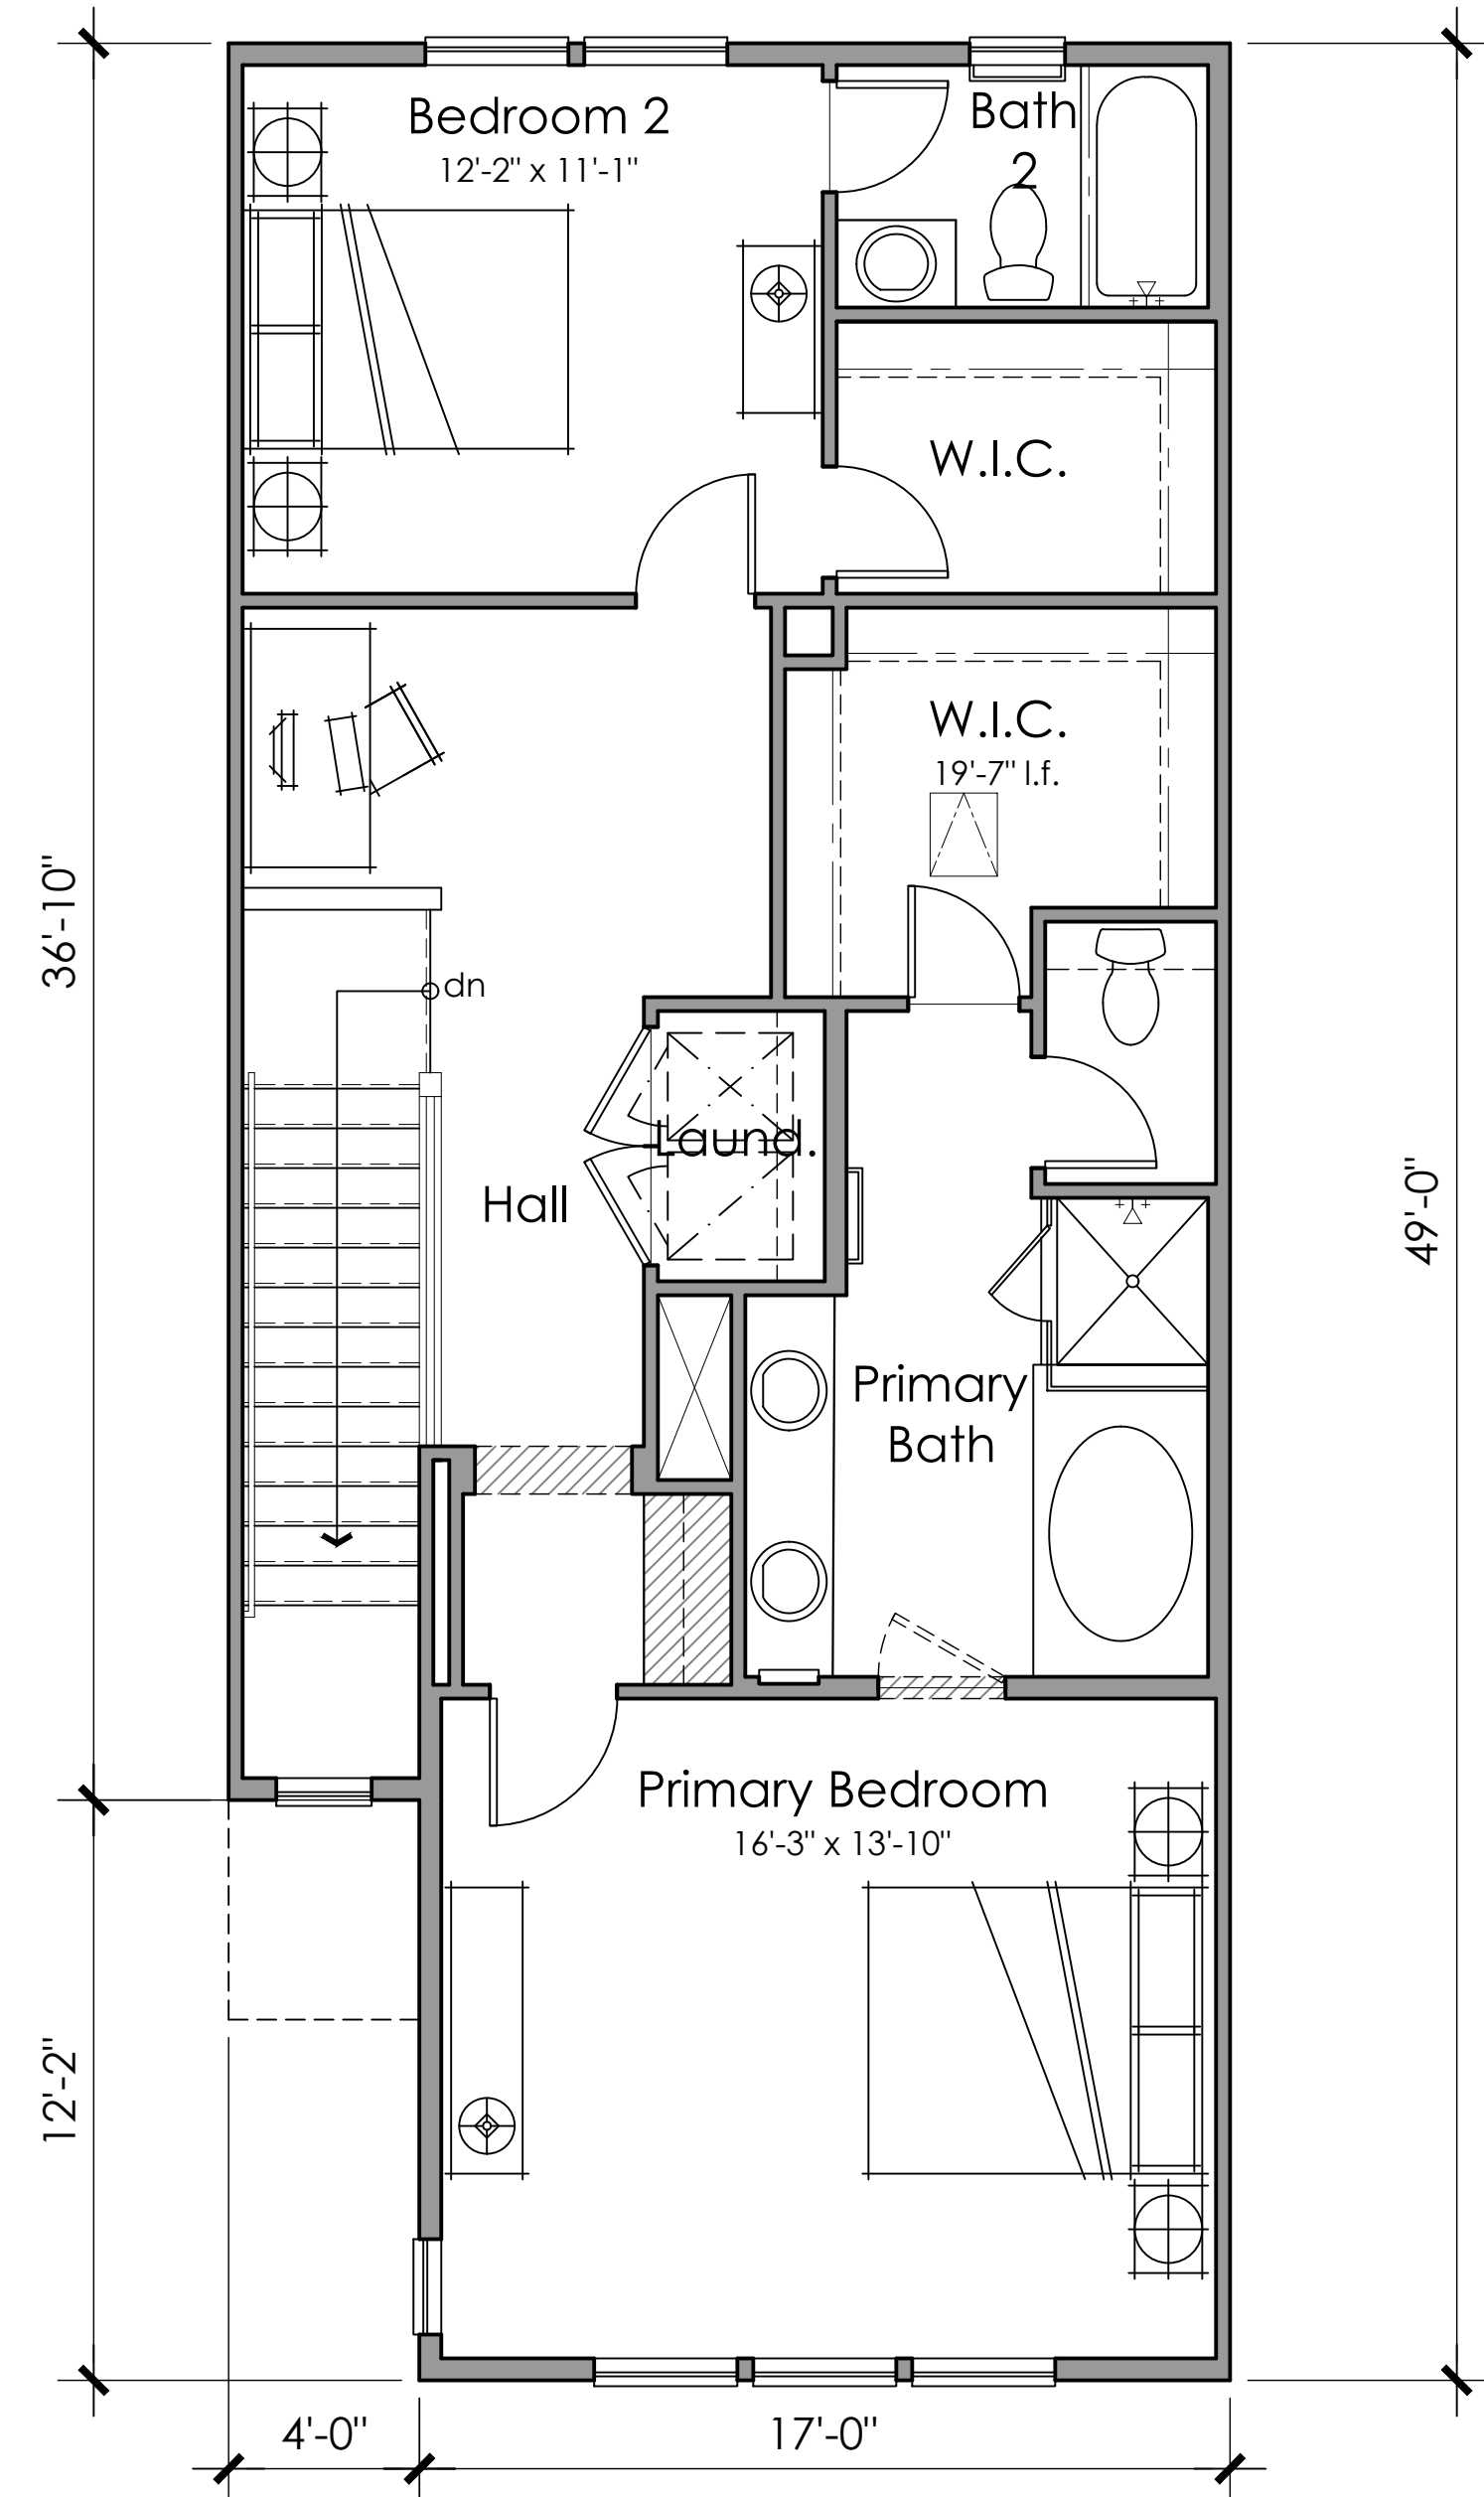 Bedroom 2
12'-2" x 11'-1"
Bath
2
W.I.C.
W.I.C.
19'-7" l.f.
36'-10"
dn
Laund.
Hall
49'-0"
Primary
Bath
Primary Bedroom
16'-3" x 13'-10"
12'-2"
4'-0"
17'-0"